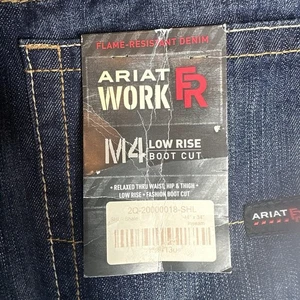 FLAME-RESISTANT DENIM
ARIAT
WORK FR
M4 LOW RISE
BOOT CUT
• RELAXED THRU WAIST, HIP & THIGH
LOW RISE • FASHION BOOT CUT
ARIAT